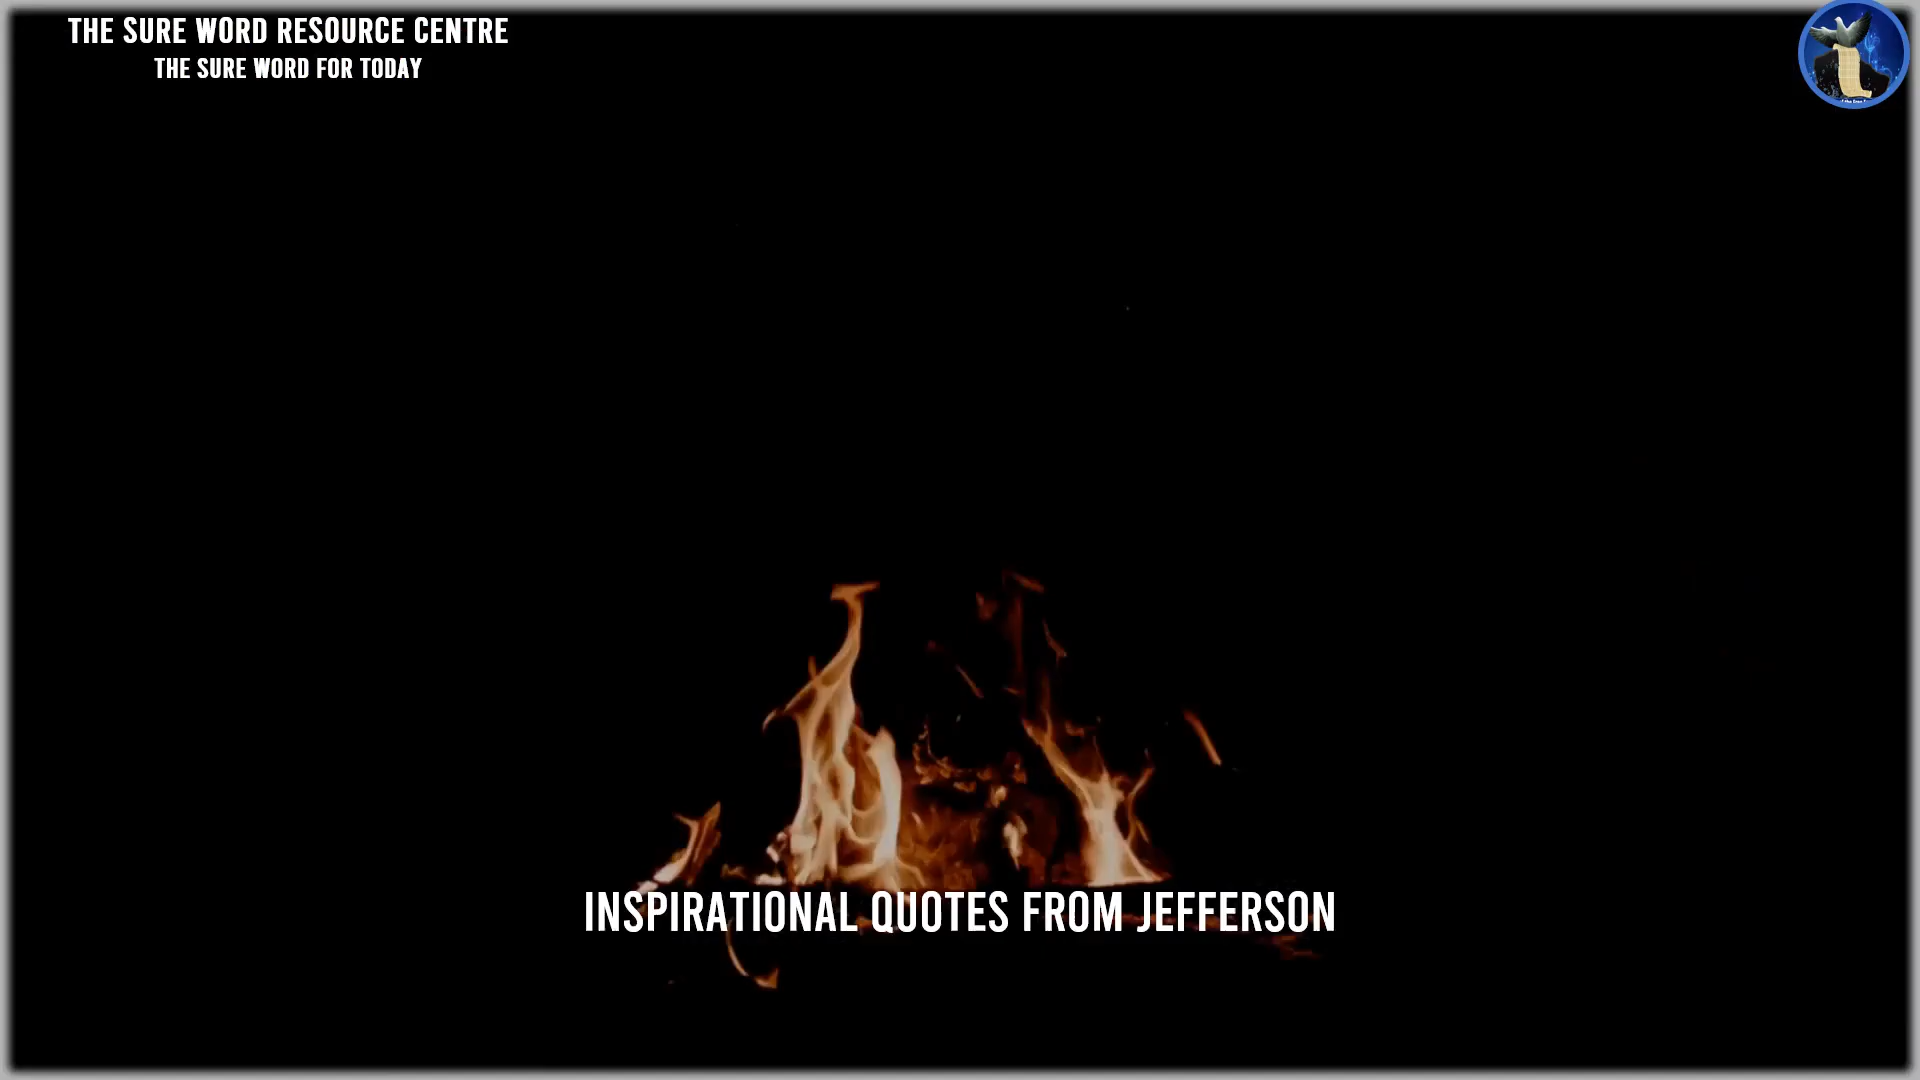 THE SURE WORD RESOURCE CENTRE
THE SURE WORD FOR TODAY
INSPIRATIONAL QUOTES FROM JEFFERSON